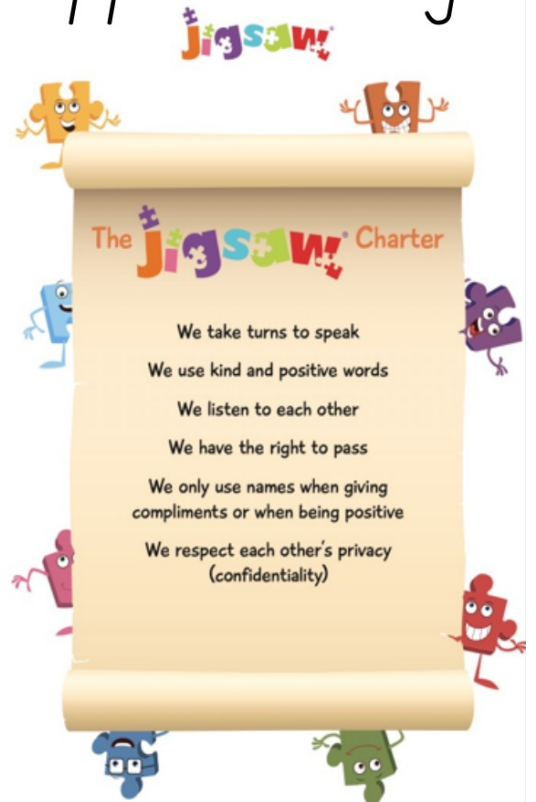 jigsaw
The jigsaw Charter
We take turns to speak
We use kind and positive words
We listen to each other
We have the right to pass
We only use names when giving
compliments or when being positive
We respect each other's privacy
(confidentiality)